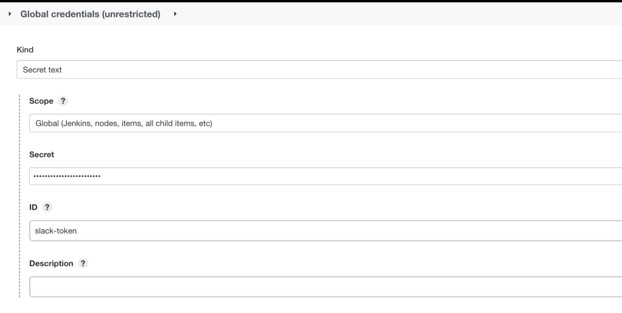 Global credentials (unrestricted)
Kind
Secret text
Scope ?
Global (Jenkins, nodes, items, all child items, etc)
Secret
••••••••••••••••••••••••
ID ?
slack-token
Description ?